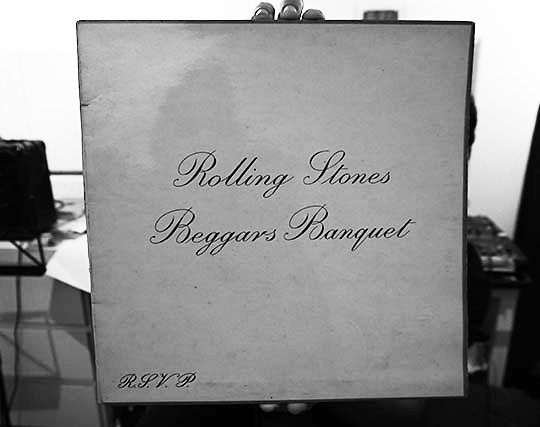 Rolling Stones
Beggars Banquet
R.S.V.P.